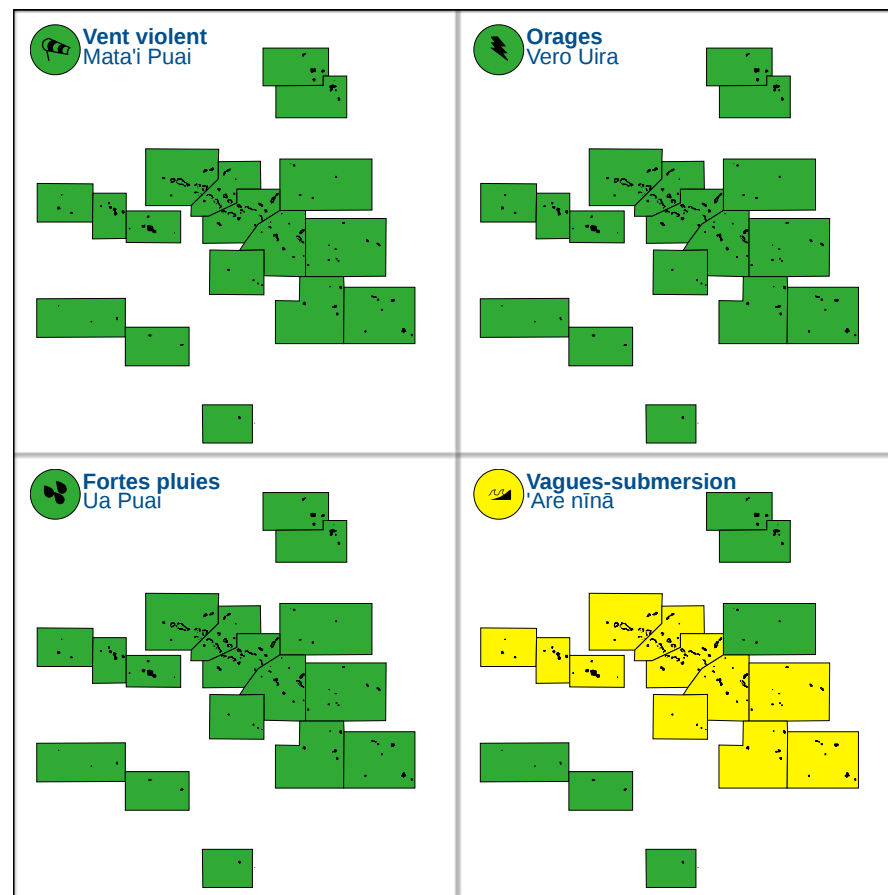 Vent violent
Mata'i Puai
Orages
Vero Uira
Fortes pluies
Ua Puai
Vagues-submersion
'Are nīnā